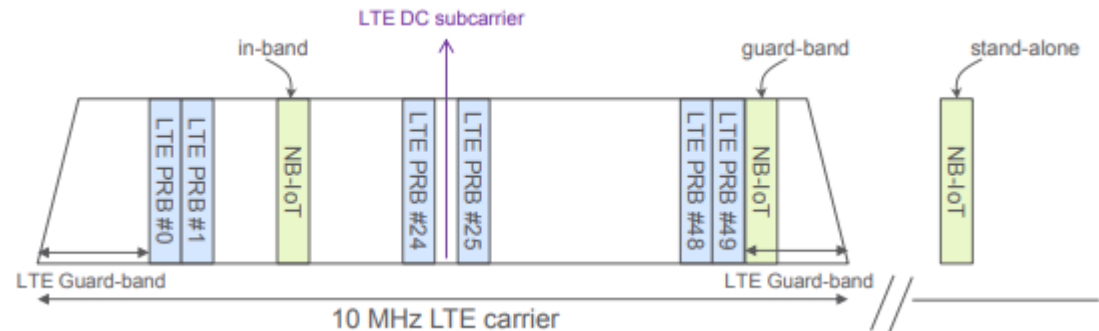 LTE DC subcarrier
in-band
guard-band
stand-alone
LTE PRB #0
LTE PRB #1
NB-IoT
LTE PRB #24
LTE PRB #25
LTE PRB #48
LTE PRB #49
NB-IoT
NB-IoT
LTE Guard-band
LTE Guard-band
10 MHz LTE carrier